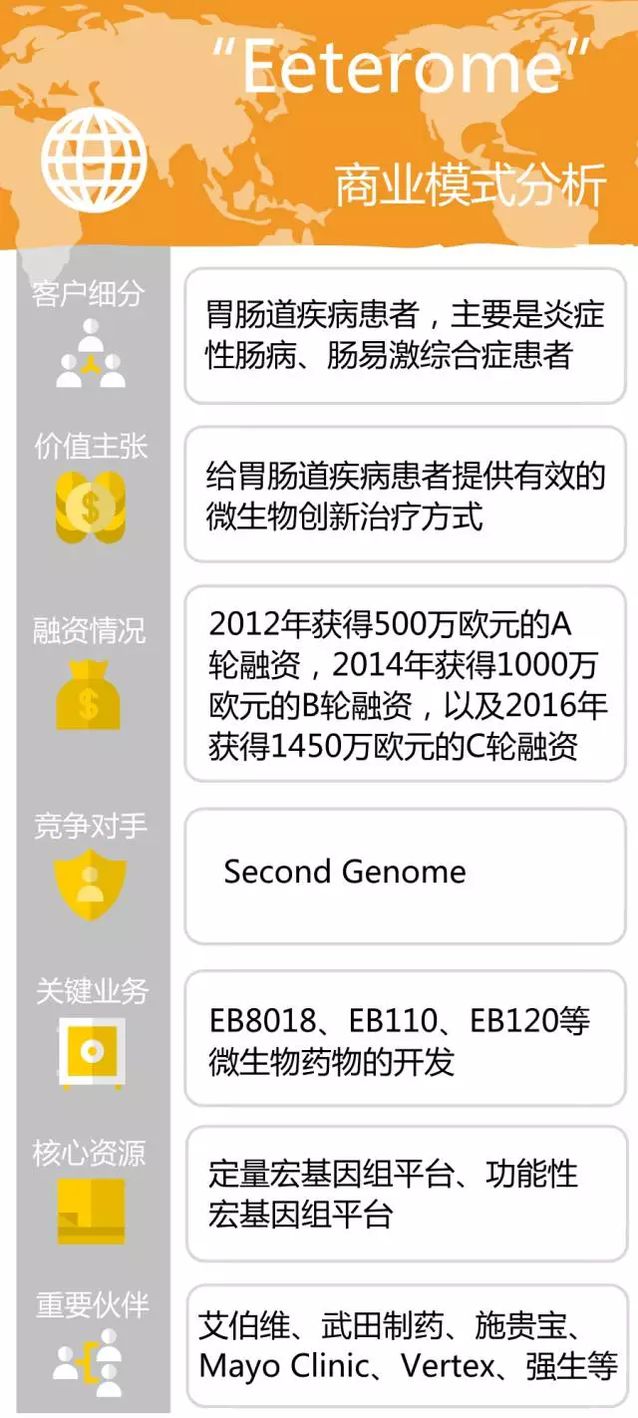 “Eeterome”
商业模式分析
客户细分
胃肠道疾病患者，主要是炎症
性肠病、肠易激综合症患者
价值主张
给胃肠道疾病患者提供有效的
微生物创新治疗方式
融资情况
2012年获得500万欧元的A
轮融资，2014年获得1000万
欧元的B轮融资，以及2016年
获得1450万欧元的C轮融资
竞争对手
Second Genome
关键业务
EB8018、EB110、EB120等
微生物药物的开发
核心资源
定量宏基因组平台、功能性
宏基因组平台
重要伙伴
艾伯维、武田制药、施贵宝、
Mayo Clinic、Vertex、强生等